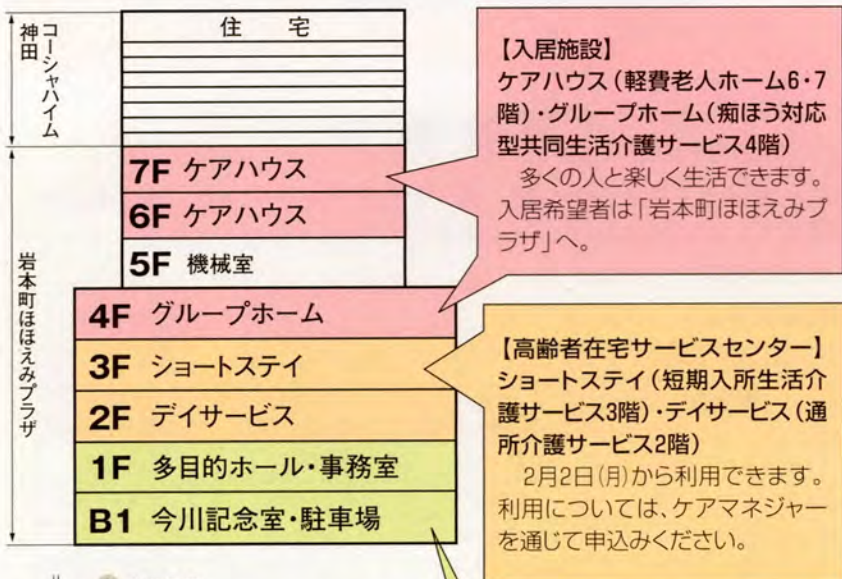 コーシャハイム
神田
住 宅
岩本町ほほえみプラザ
7F ケアハウス
6F ケアハウス
5F 機械室
4F グループホーム
3F ショートステイ
2F デイサービス
1F 多目的ホール・事務室
B1 今川記念室・駐車場
【入居施設】
ケアハウス（軽費老人ホーム6・7
階）・グループホーム（痴ほう対応
型共同生活介護サービス4階）
多くの人と楽しく生活できます。
入居希望者は「岩本町ほほえみプ
ラザ」へ。
【高齢者在宅サービスセンター】
ショートステイ（短期入所生活介
護サービス3階）・デイサービス（通
所介護サービス2階）
2月2日(月)から利用できます。
利用については、ケアマネジャー
を通じて申込みください。